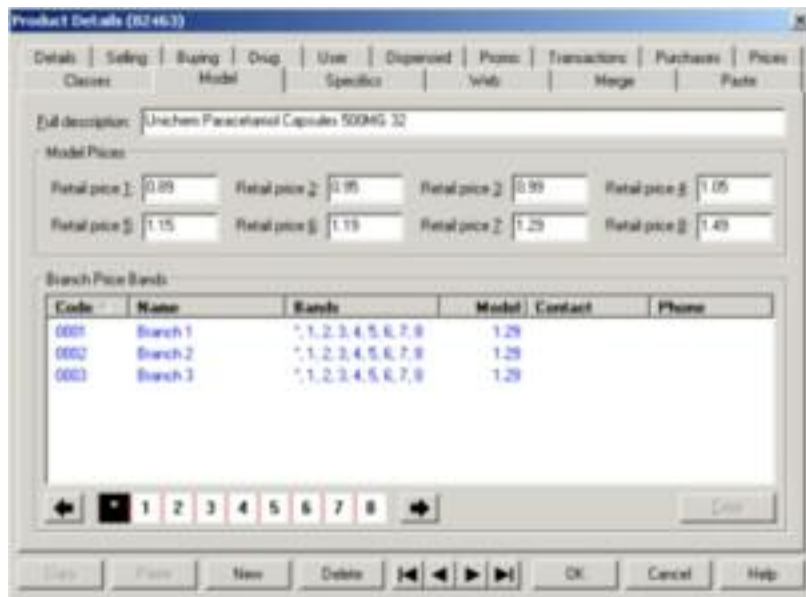 Product Details (82463)
Details Selling Buying Drug User Dispensed Promo Transactions Purchases Prices
Classes Model Specifics Web Merge Paste
Full description: Unichem Paracetamol Capsules 500MG 32
Model Prices
Retail price 1: 0.89 Retail price 2: 0.95 Retail price 3: 0.99 Retail price 4: 1.05
Retail price 5: 1.15 Retail price 6: 1.19 Retail price 7: 1.29 Retail price 8: 1.49
Branch Price Bands
Code Name Bands Model Contact Phone
0001 Branch 1 *, 1, 2, 3, 4, 5, 6, 7, 8 1.29
0002 Branch 2 *, 1, 2, 3, 4, 5, 6, 7, 8 1.29
0003 Branch 3 *, 1, 2, 3, 4, 5, 6, 7, 8 1.29
* 1 2 3 4 5 6 7 8
New Delete OK Cancel Help